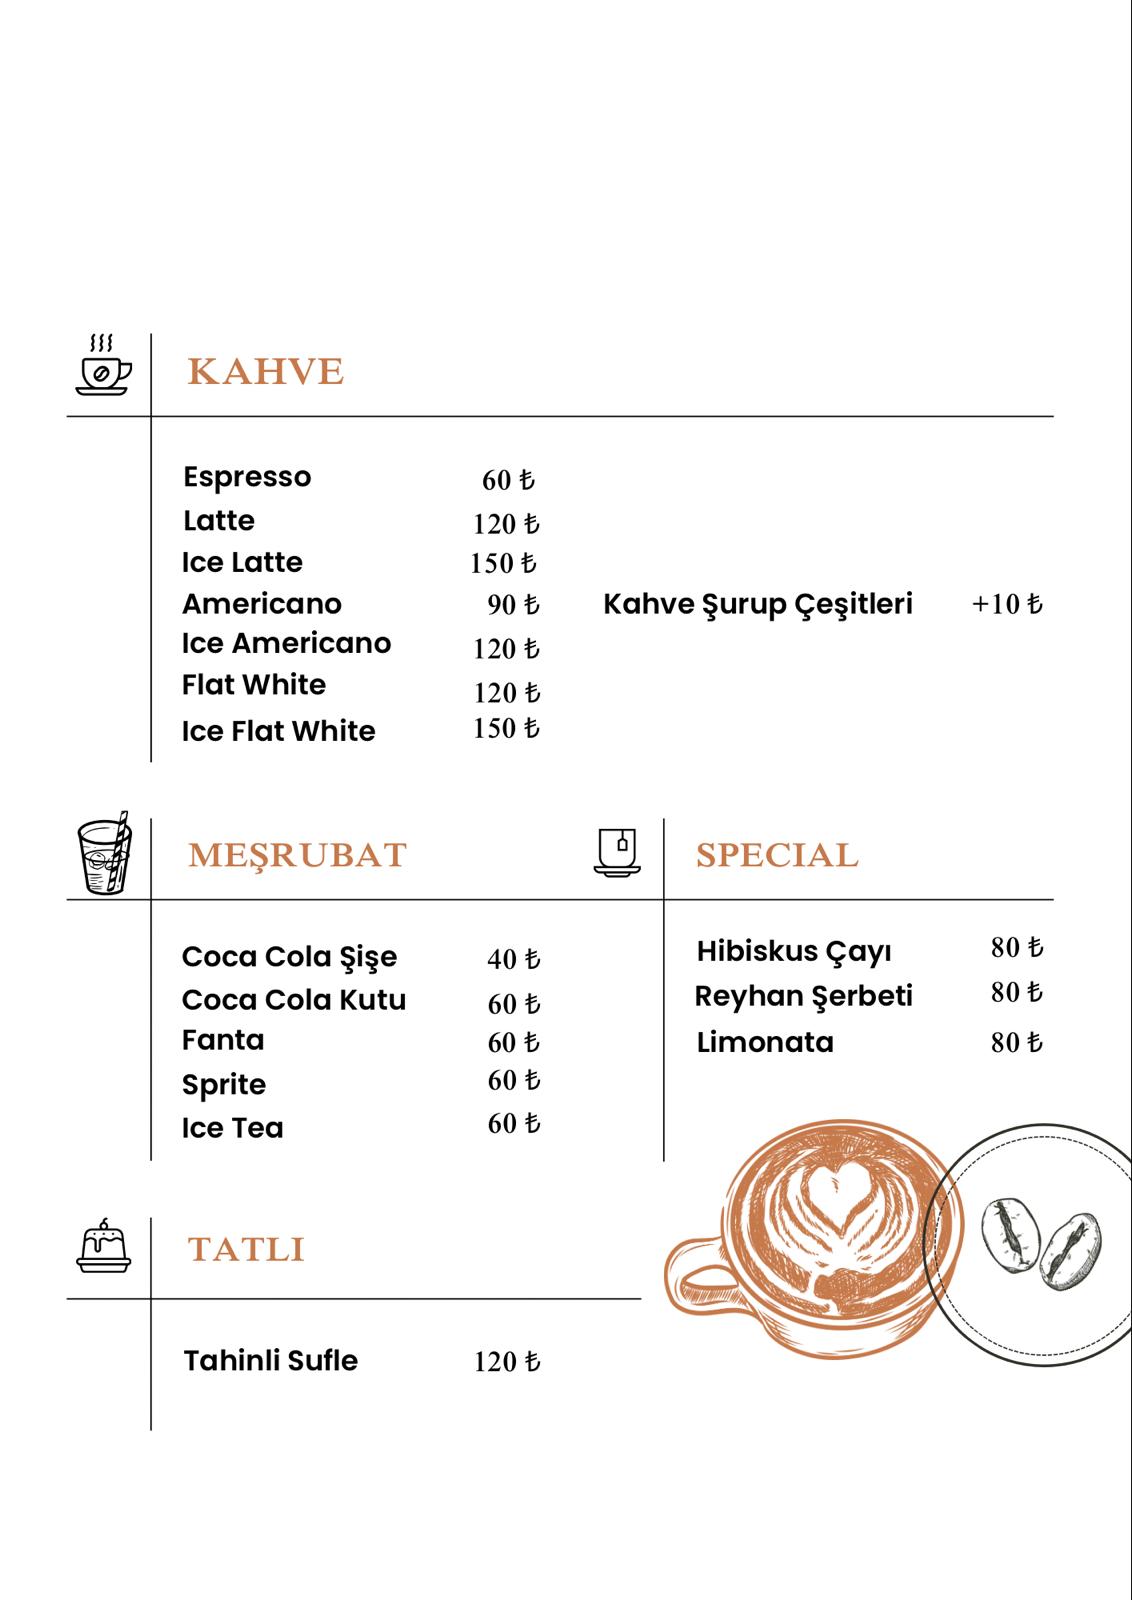 KAHVE
Espresso 60 ₺
Latte 120 ₺
Ice Latte 150 ₺
Americano 90 ₺ Kahve Şurup Çeşitleri +10 ₺
Ice Americano 120 ₺
Flat White 120 ₺
Ice Flat White 150 ₺
MEŞRUBAT
Coca Cola Şişe 40 ₺
Coca Cola Kutu 60 ₺
Fanta 60 ₺
Sprite 60 ₺
Ice Tea 60 ₺
SPECIAL
Hibiskus Çayı 80 ₺
Reyhan Şerbeti 80 ₺
Limonata 80 ₺
TATLI
Tahinli Sufle 120 ₺